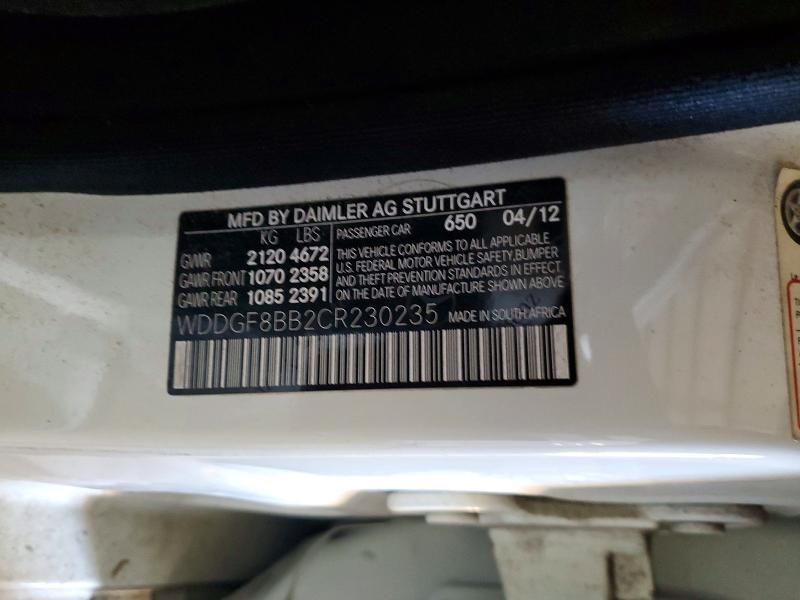 MFD BY DAIMLER AG STUTTGART
KG LBS
GVWR 2120 4672
GAWR FRONT 1070 2358
GAWR REAR 1085 2391
PASSENGER CAR 650 04/12
THIS VEHICLE CONFORMS TO ALL APPLICABLE
U.S. FEDERAL MOTOR VEHICLE SAFETY,BUMPER
AND THEFT PREVENTION STANDARDS IN EFFECT
ON THE DATE OF MANUFACTURE SHOWN ABOVE
WDDGF8BB2CR230235 MADE IN SOUTH AFRICA